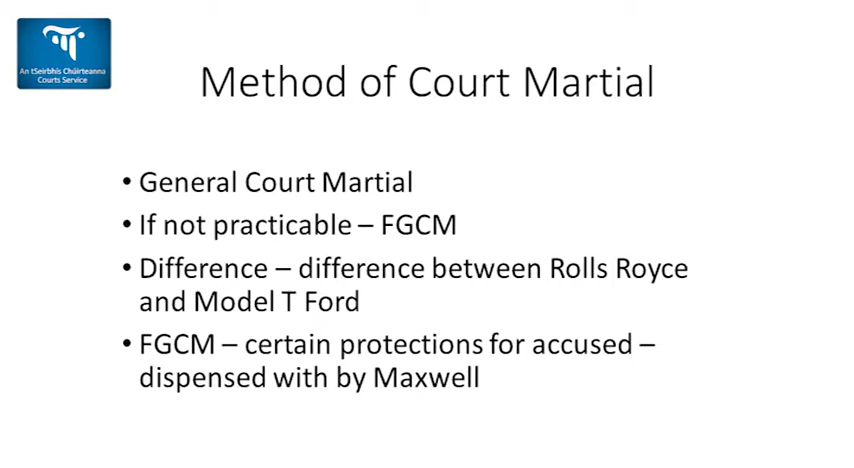 An tSeirbhís Chúirteanna
Courts Service
Method of Court Martial
• General Court Martial
• If not practicable – FGCM
• Difference – difference between Rolls Royce
and Model T Ford
• FGCM – certain protections for accused –
dispensed with by Maxwell